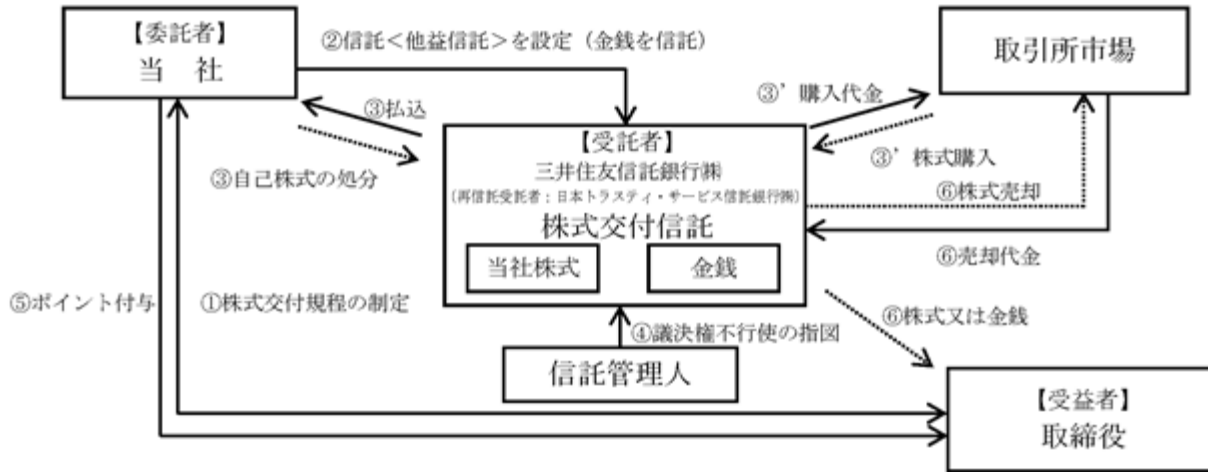 【委託者】
当 社
②信託＜他益信託＞を設定（金銭を信託）
取引所市場
③払込
③’購入代金
【受託者】
三井住友信託銀行㈱
(再信託受託者：日本トラスティ・サービス信託銀行㈱)
株式交付信託
当社株式
金銭
③自己株式の処分
③’株式購入
⑥株式売却
⑥売却代金
⑤ポイント付与
①株式交付規程の制定
④議決権不行使の指図
⑥株式又は金銭
信託管理人
【受益者】
取締役